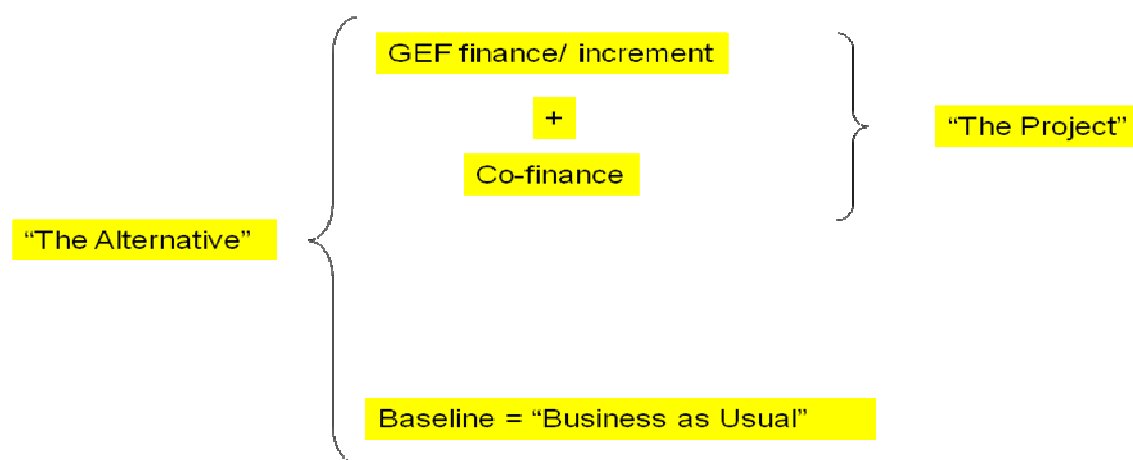 GEF finance/ increment
+
“The Project”
Co-finance
“The Alternative”
Baseline = “Business as Usual”